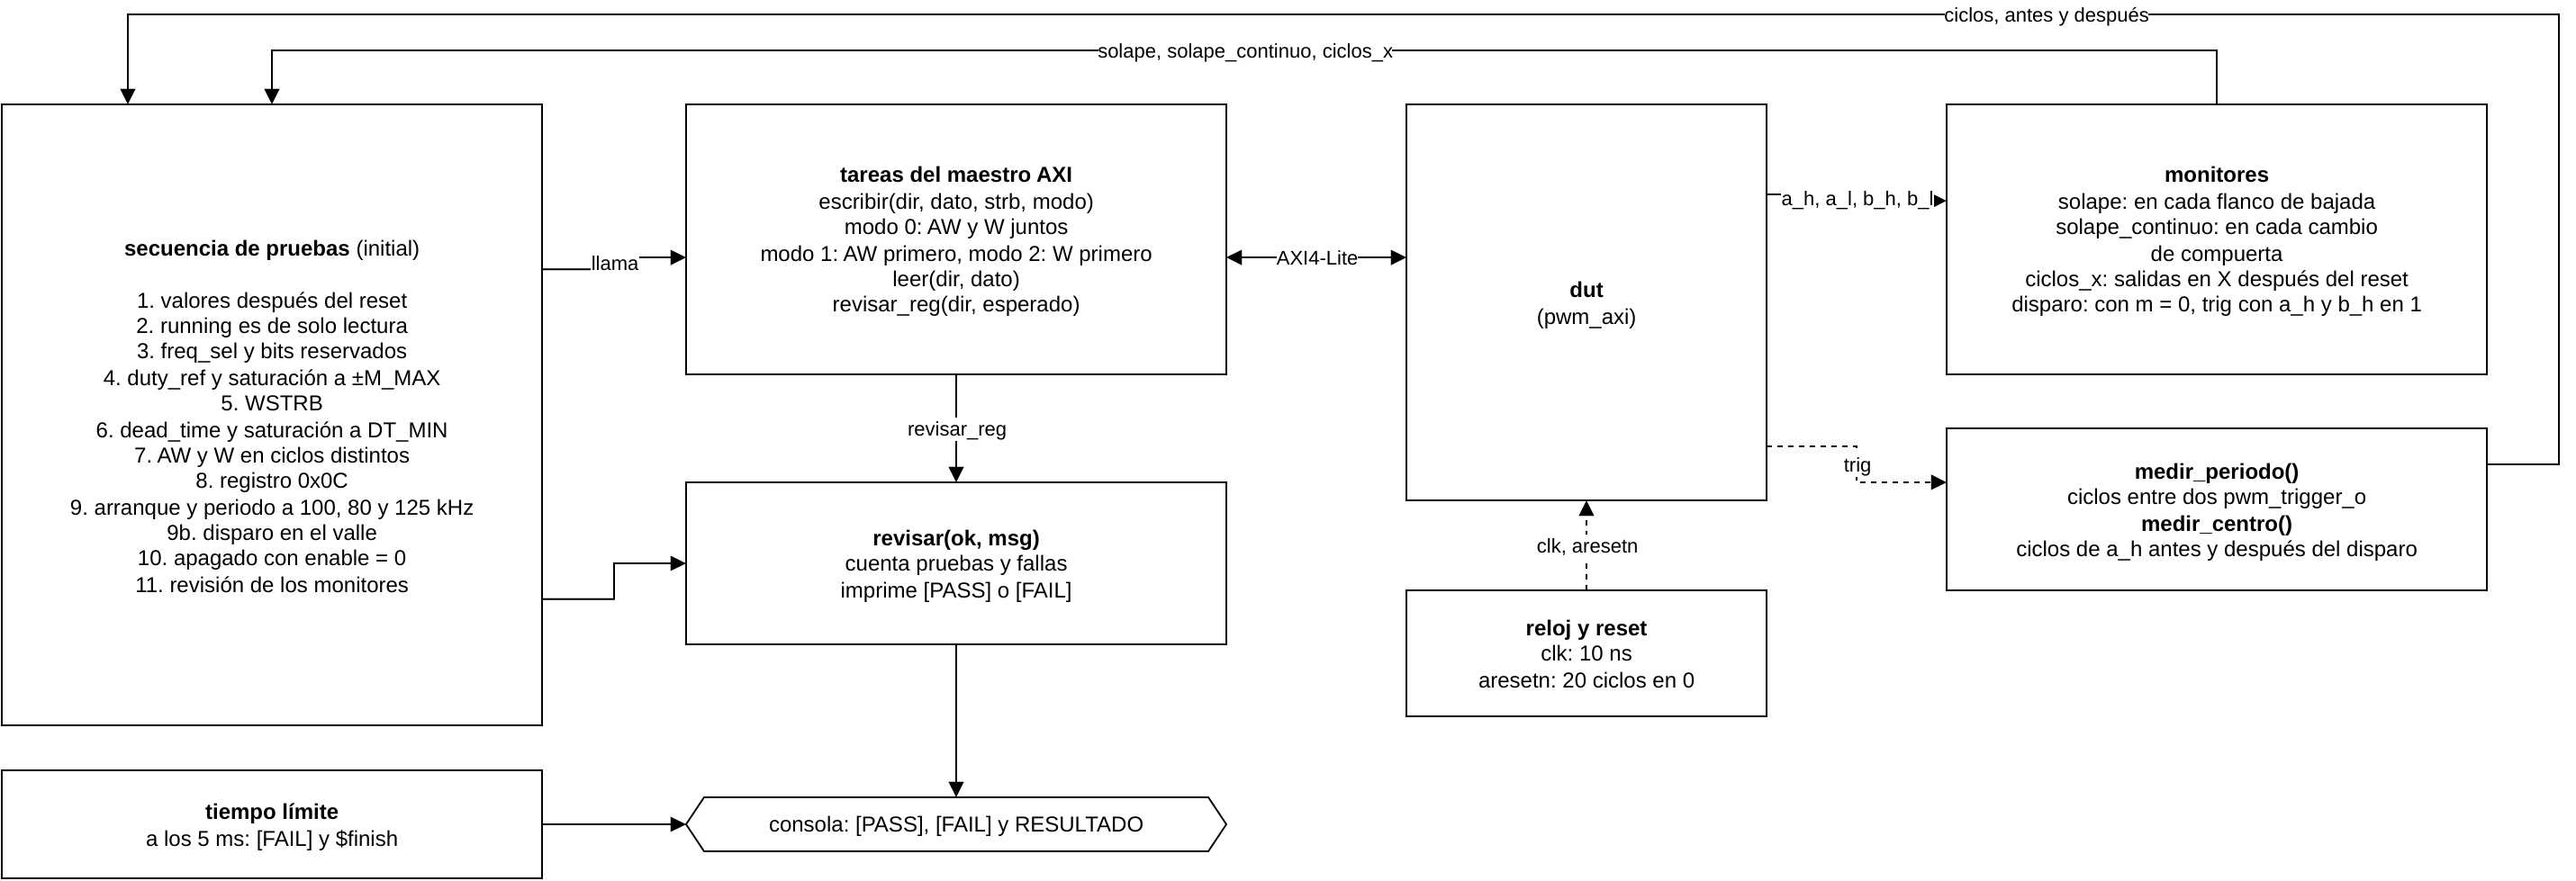 ciclos, antes y después
solape, solape_continuo, ciclos_x
secuencia de pruebas (initial)
1. valores después del reset
2. running es de solo lectura
3. freq_sel y bits reservados
4. duty_ref y saturación a ±M_MAX
5. WSTRB
6. dead_time y saturación a DT_MIN
7. AW y W en ciclos distintos
8. registro 0x0C
9. arranque y periodo a 100, 80 y 125 kHz
9b. disparo en el valle
10. apagado con enable = 0
11. revisión de los monitores
llama
tareas del maestro AXI
escribir(dir, dato, strb, modo)
modo 0: AW y W juntos
modo 1: AW primero, modo 2: W primero
leer(dir, dato)
revisar_reg(dir, esperado)
AXI4-Lite
dut
(pwm_axi)
a_h, a_l, b_h, b_l
monitores
solape: en cada flanco de bajada
solape_continuo: en cada cambio
de compuerta
ciclos_x: salidas en X después del reset
disparo: con m = 0, trig con a_h y b_h en 1
revisar_reg
trig
medir_periodo()
ciclos entre dos pwm_trigger_o
medir_centro()
ciclos de a_h antes y después del disparo
revisar(ok, msg)
cuenta pruebas y fallas
imprime [PASS] o [FAIL]
clk, aresetn
reloj y reset
clk: 10 ns
aresetn: 20 ciclos en 0
tiempo límite
a los 5 ms: [FAIL] y $finish
consola: [PASS], [FAIL] y RESULTADO